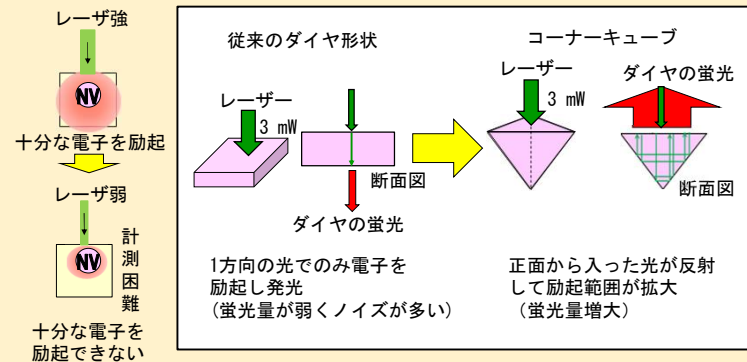 レーザ強
NV
十分な電子を励起
レーザ弱
NV
計測困難
十分な電子を
励起できない
従来のダイヤ形状
レーザー
3 mW
断面図
ダイヤの蛍光
1方向の光でのみ電子を
励起し発光
(蛍光量が弱くノイズが多い)
コーナーキューブ
レーザー
3 mW
ダイヤの蛍光
断面図
正面から入った光が反射
して励起範囲が拡大
(蛍光量増大)